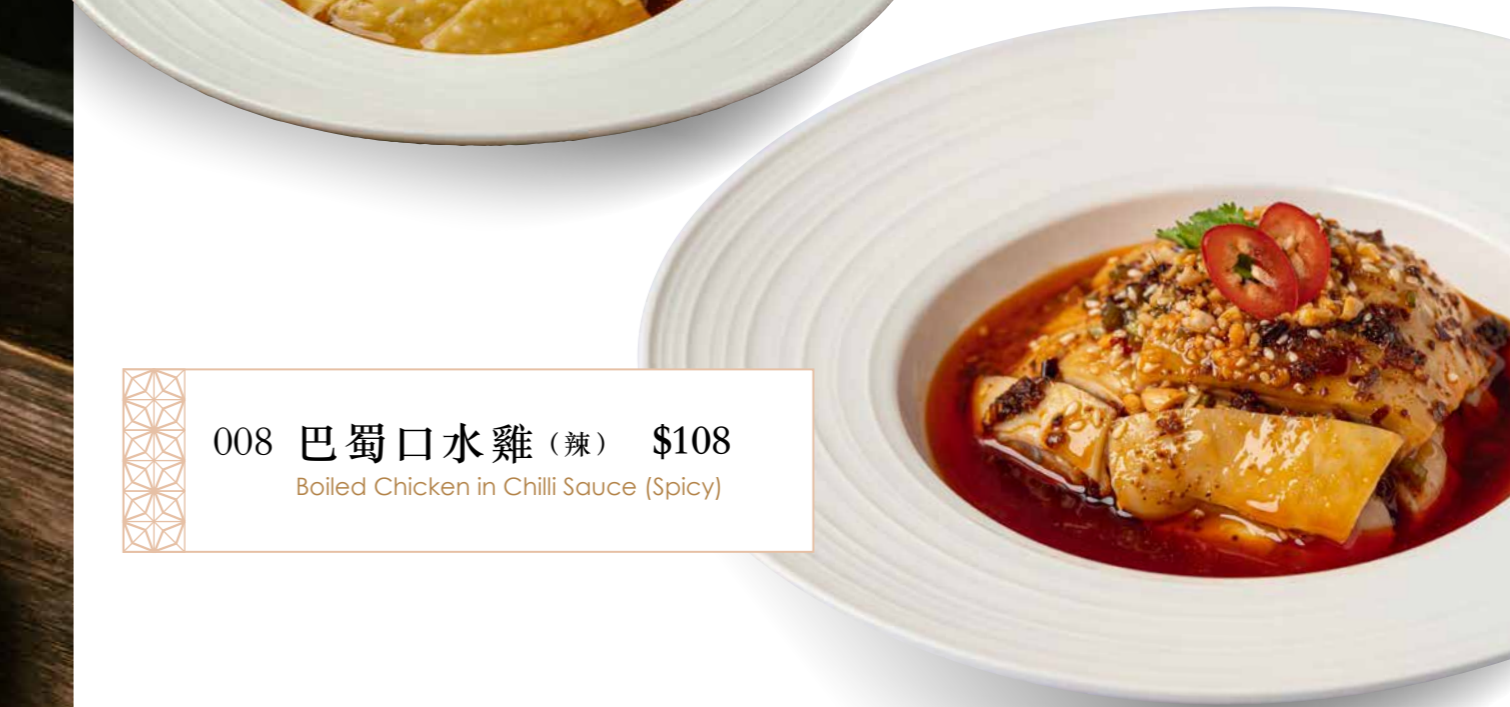 008 巴蜀口水雞（辣） $108
Boiled Chicken in Chilli Sauce (Spicy)